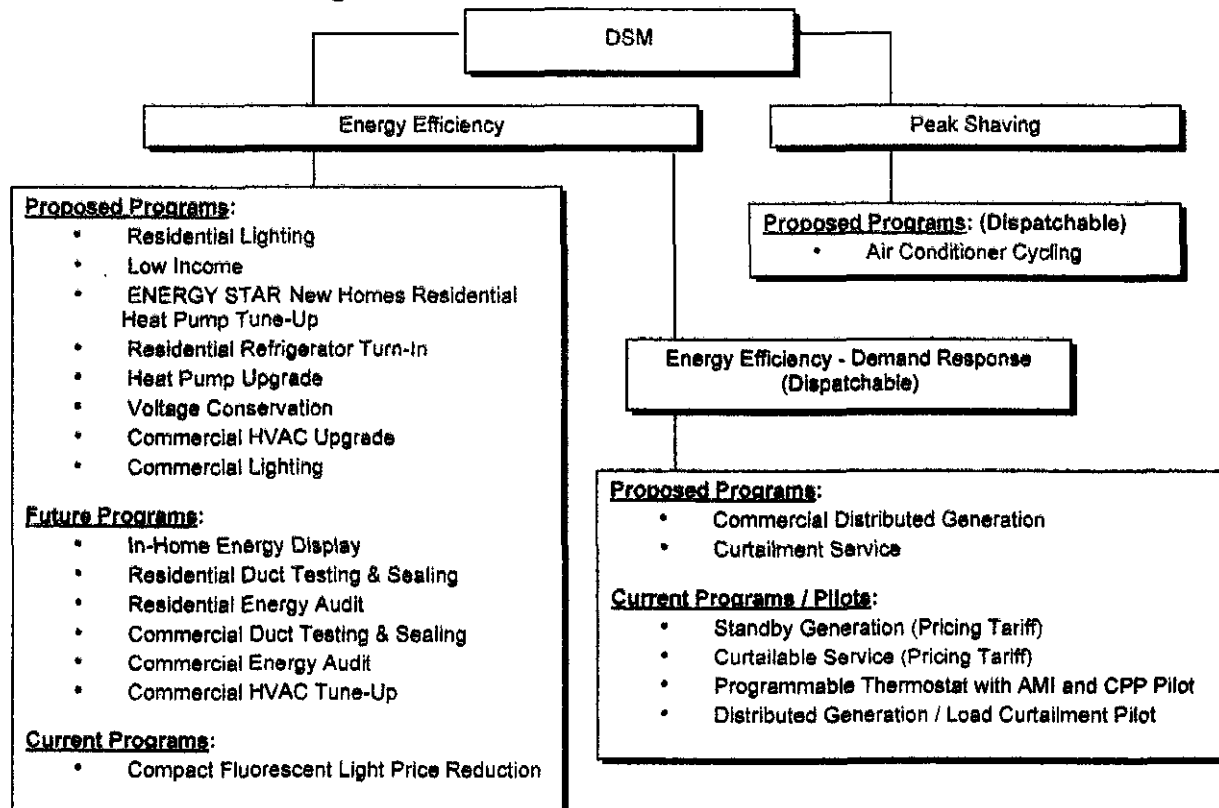 DSM
Energy Efficiency
Peak Shaving
Proposed Programs:
• Residential Lighting
• Low Income
• ENERGY STAR New Homes Residential
Heat Pump Tune-Up
• Residential Refrigerator Turn-In
• Heat Pump Upgrade
• Voltage Conservation
• Commercial HVAC Upgrade
• Commercial Lighting
Future Programs:
• In-Home Energy Display
• Residential Duct Testing & Sealing
• Residential Energy Audit
• Commercial Duct Testing & Sealing
• Commercial Energy Audit
• Commercial HVAC Tune-Up
Current Programs:
• Compact Fluorescent Light Price Reduction
Proposed Programs: (Dispatchable)
• Air Conditioner Cycling
Energy Efficiency - Demand Response
(Dispatchable)
Proposed Programs:
• Commercial Distributed Generation
• Curtailment Service
Current Programs / Pilots:
• Standby Generation (Pricing Tariff)
• Curtailable Service (Pricing Tariff)
• Programmable Thermostat with AMI and CPP Pilot
• Distributed Generation / Load Curtailment Pilot